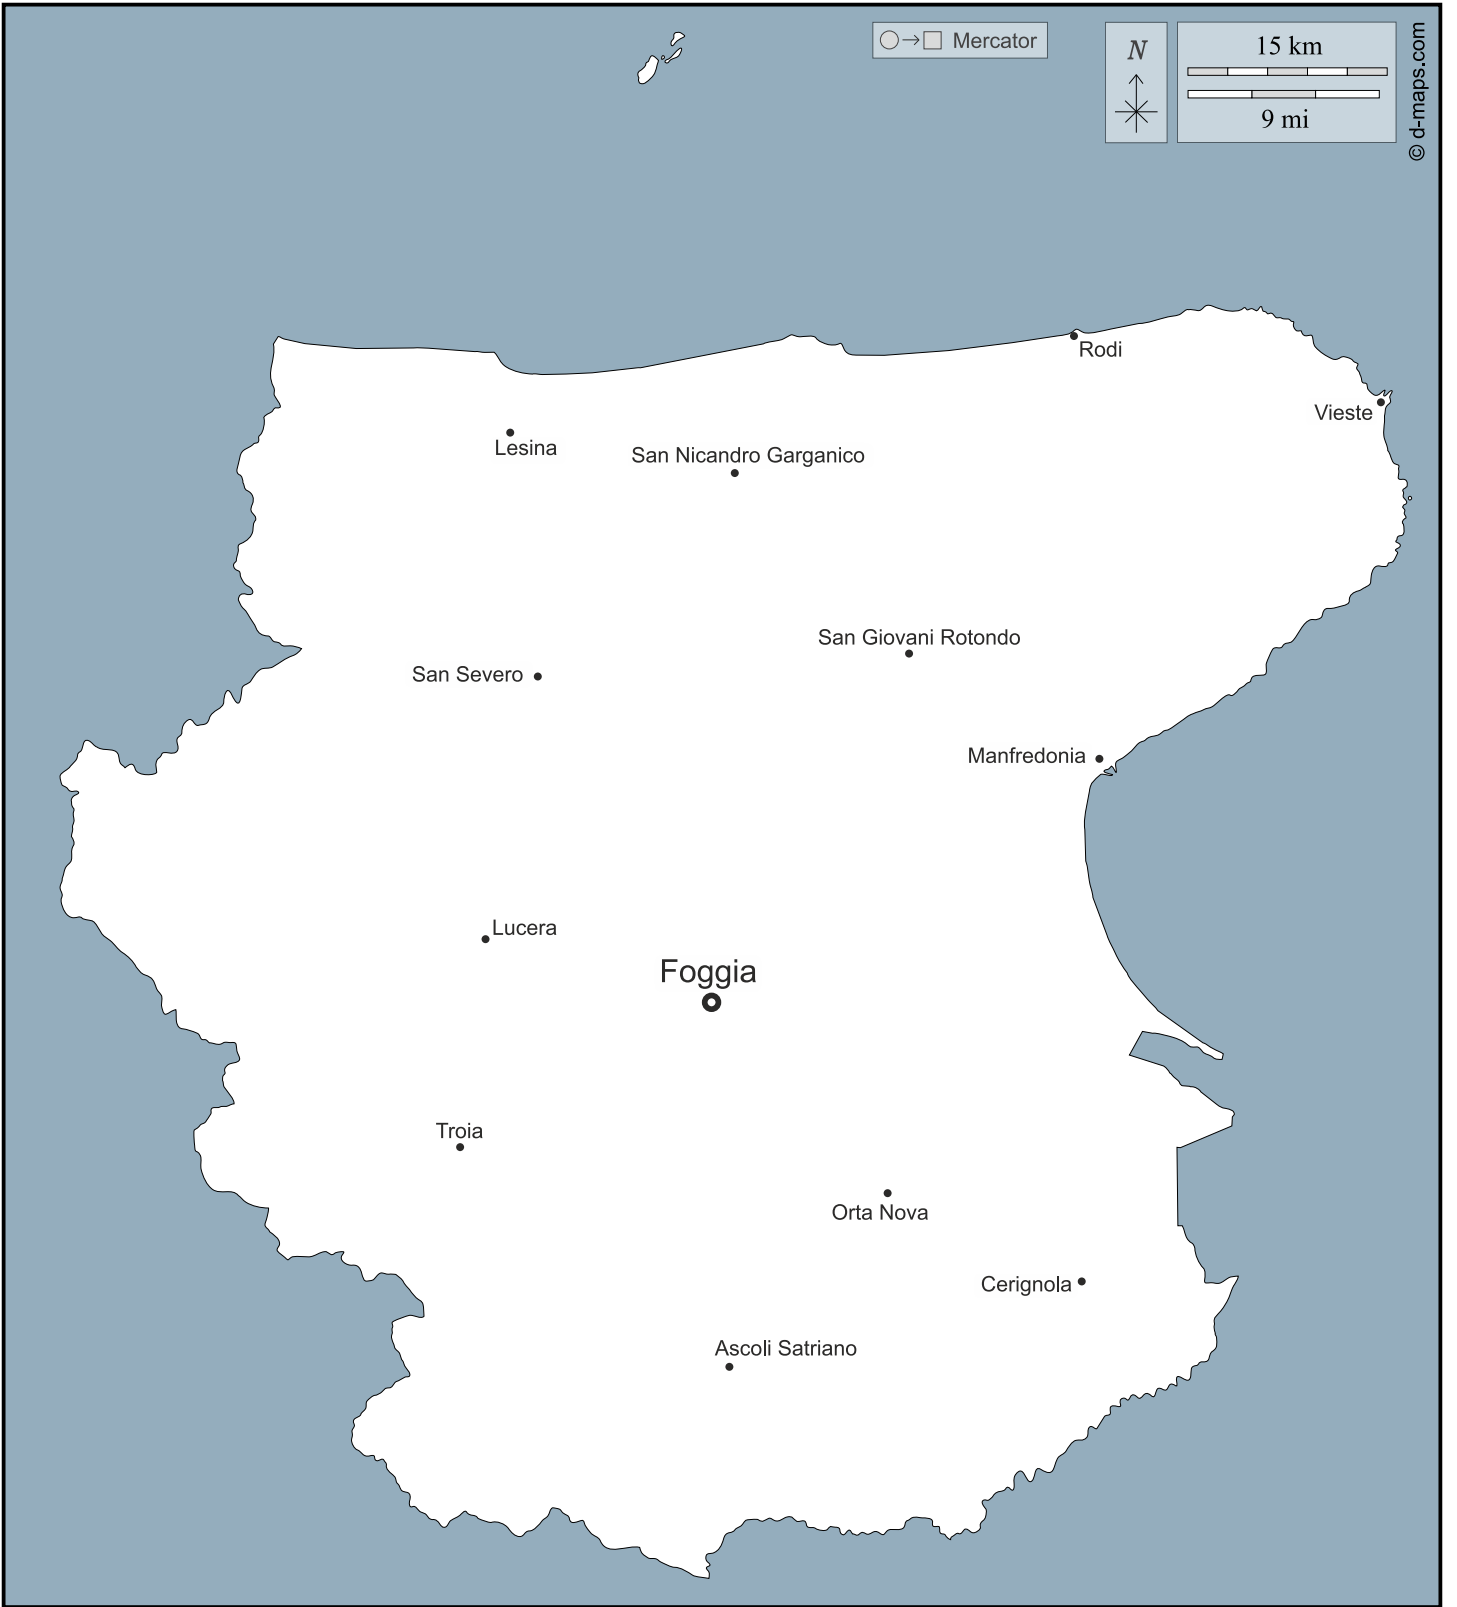 Mercator
N
15 km
9 mi
© d-maps.com
Rodi
Vieste
Lesina
San Nicandro Garganico
San Giovani Rotondo
San Severo
Manfredonia
Lucera
Foggia
Troia
Orta Nova
Cerignola
Ascoli Satriano